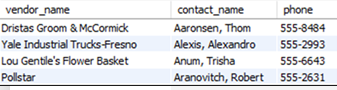 vendor_name contact_name phone
Dristas Groom & McCormick Aaronsen, Thom 555-8484
Yale Industrial Trucks-Fresno Alexis, Alexandro 555-2993
Lou Gentile's Flower Basket Anum, Trisha 555-6643
Pollstar Aranovitch, Robert 555-2631